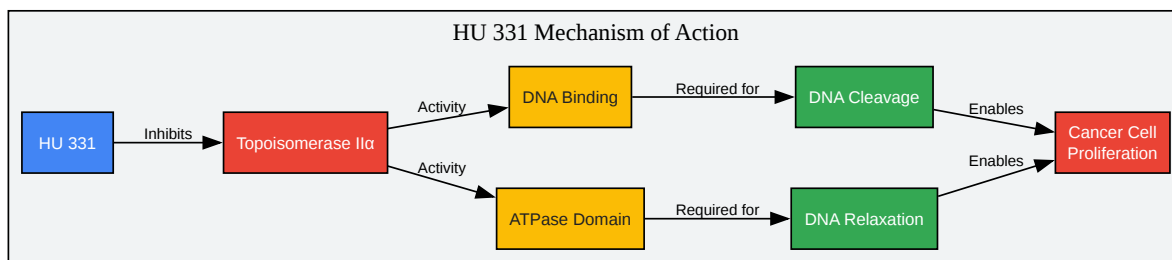 HU 331 Mechanism of Action
HU 331
Inhibits
Topoisomerase IIα
Activity
DNA Binding
Required for
DNA Cleavage
Enables
Activity
ATPase Domain
Required for
DNA Relaxation
Enables
Cancer Cell
Proliferation